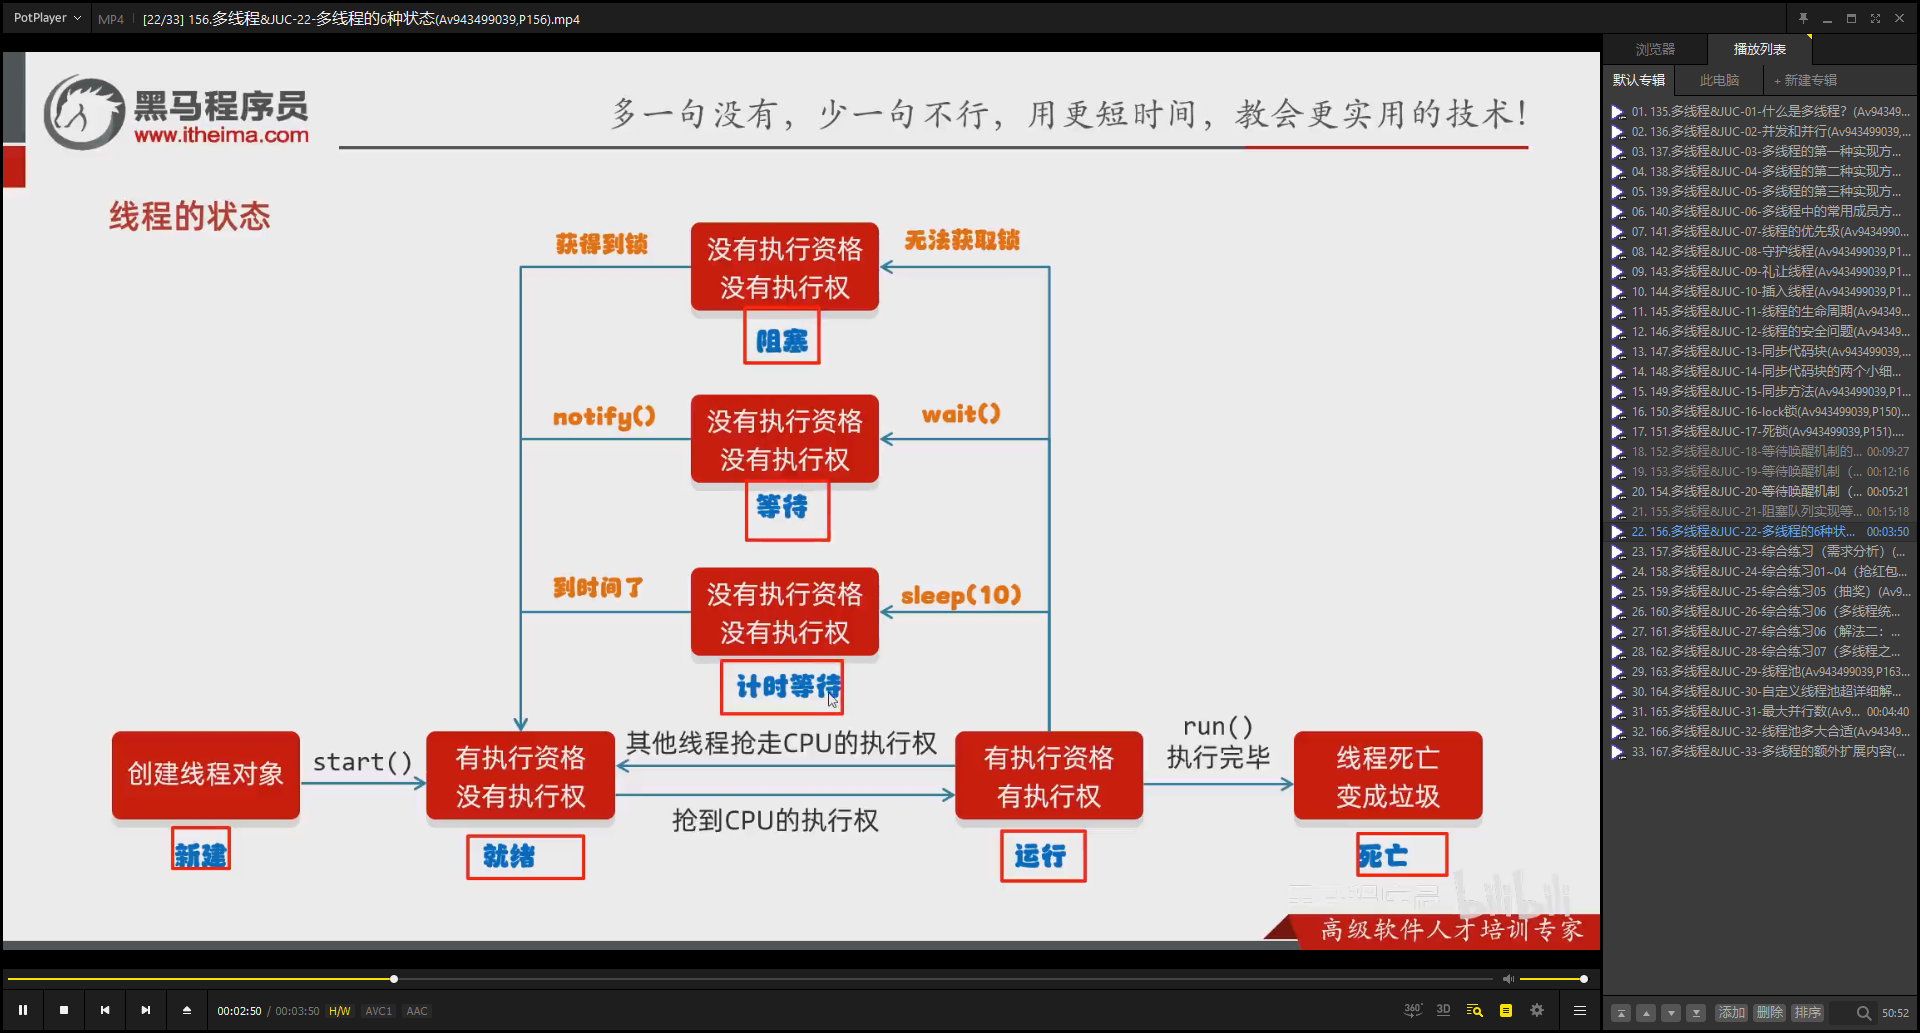 PotPlayer
MP4
[22/33] 156.多线程&JUC-22-多线程的6种状态(Av943499039,P156).mp4
黑马程序员
www.itheima.com
多一句没有，少一句不行，用更短时间，教会更实用的技术！
线程的状态
获得到锁
没有执行资格
没有执行权
无法获取锁
阻塞
notify()
没有执行资格
没有执行权
wait()
等待
到时间了
没有执行资格
没有执行权
sleep(10)
计时等待
创建线程对象
start()
有执行资格
没有执行权
其他线程抢走CPU的执行权
抢到CPU的执行权
有执行资格
有执行权
run()
执行完毕
线程死亡
变成垃圾
新建
就绪
运行
死亡
bilibili
高级软件人才培训专家
00:02:50 / 00:03:50 H/W AVC1 AAC
360°
3D
浏览器
播放列表
默认专辑
此电脑
+ 新建专辑
01. 135.多线程&JUC-01-什么是多线程？(Av94349...
02. 136.多线程&JUC-02-并发和并行(Av943499039,...
03. 137.多线程&JUC-03-多线程的第一种实现方...
04. 138.多线程&JUC-04-多线程的第二种实现方...
05. 139.多线程&JUC-05-多线程的第三种实现方...
06. 140.多线程&JUC-06-多线程中的常用成员方...
07. 141.多线程&JUC-07-线程的优先级(Av9434990...
08. 142.多线程&JUC-08-守护线程(Av943499039,P1...
09. 143.多线程&JUC-09-礼让线程(Av943499039,P1...
10. 144.多线程&JUC-10-插入线程(Av943499039,P1...
11. 145.多线程&JUC-11-线程的生命周期(Av94349...
12. 146.多线程&JUC-12-线程的安全问题(Av94349...
13. 147.多线程&JUC-13-同步代码块(Av943499039,...
14. 148.多线程&JUC-14-同步代码块的两个小细...
15. 149.多线程&JUC-15-同步方法(Av943499039,P1...
16. 150.多线程&JUC-16-lock锁(Av943499039,P150)...
17. 151.多线程&JUC-17-死锁(Av943499039,P151)....
18. 152.多线程&JUC-18-等待唤醒机制的... 00:09:27
19. 153.多线程&JUC-19-等待唤醒机制（... 00:12:16
20. 154.多线程&JUC-20-等待唤醒机制（... 00:05:21
21. 155.多线程&JUC-21-阻塞队列实现等... 00:15:18
22. 156.多线程&JUC-22-多线程的6种状... 00:03:50
23. 157.多线程&JUC-23-综合练习（需求分析）(...
24. 158.多线程&JUC-24-综合练习01~04（抢红包...
25. 159.多线程&JUC-25-综合练习05（抽奖）(Av9...
26. 160.多线程&JUC-26-综合练习06（多线程统...
27. 161.多线程&JUC-27-综合练习06（解法二：...
28. 162.多线程&JUC-28-综合练习07（多线程之...
29. 163.多线程&JUC-29-线程池(Av943499039,P163...
30. 164.多线程&JUC-30-自定义线程池超详细解...
31. 165.多线程&JUC-31-最大并行数(Av9... 00:04:40
32. 166.多线程&JUC-32-线程池多大合适(Av94349...
33. 167.多线程&JUC-33-多线程的额外扩展内容(...
添加
删除
排序
50:52